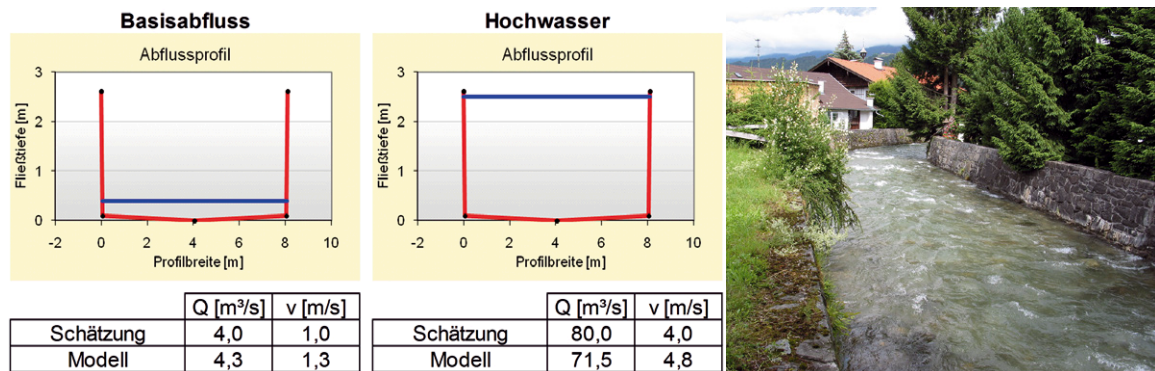 Basisabfluss
Abflussprofil
Fließtiefe [m]
3
2
1
0
-2 0 2 4 6 8 10
Profilbreite [m]
Q [m³/s] v [m/s]
Schätzung 4,0 1,0
Modell 4,3 1,3
Hochwasser
Abflussprofil
Fließtiefe [m]
3
2
1
0
-2 0 2 4 6 8 10
Profilbreite [m]
Q [m³/s] v [m/s]
Schätzung 80,0 4,0
Modell 71,5 4,8